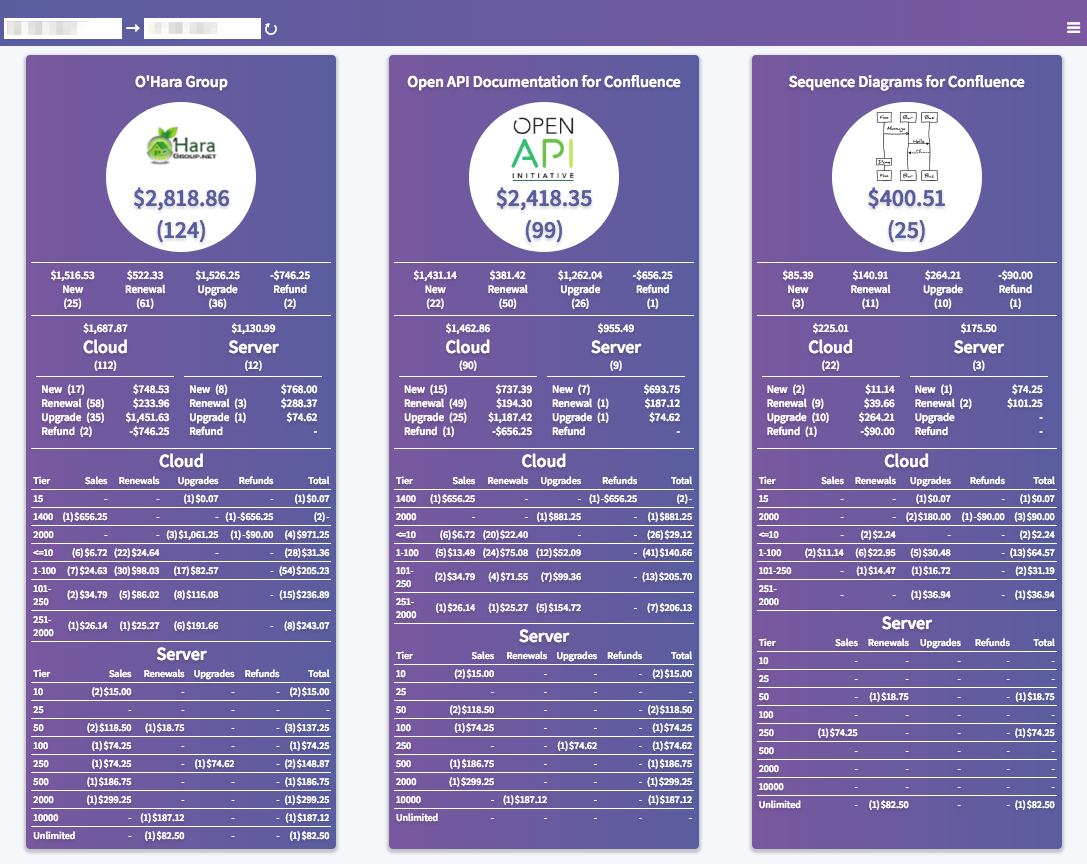 O'Hara Group
Hara
GROUP.NET
$2,818.86
(124)
$1,516.53 $522.33 $1,526.25 -$746.25
New Renewal Upgrade Refund
(25) (61) (36) (2)
$1,687.87 $1,130.99
Cloud Server
(112) (12)
New (17) $748.53 New (8) $768.00
Renewal (58) $233.96 Renewal (3) $288.37
Upgrade (35) $1,451.63 Upgrade (1) $74.62
Refund (2) -$746.25 Refund -
Cloud
Tier Sales Renewals Upgrades Refunds Total
15 - - (1)$0.07 - (1)$0.07
1400 (1)$656.25 - - (1)-$656.25 (2)-
2000 - - (3)$1,061.25 (1)-$90.00 (4)$971.25
<=10 (6)$6.72 (22)$24.64 - - (28)$31.36
1-100 (7)$24.63 (30)$98.03 (17)$82.57 - (54)$205.23
101-
250 (2)$34.79 (5)$86.02 (8)$116.08 - (15)$236.89
251-
2000 (1)$26.14 (1)$25.27 (6)$191.66 - (8)$243.07
Server
Tier Sales Renewals Upgrades Refunds Total
10 (2)$15.00 - - - (2)$15.00
25 - - - - -
50 (2)$118.50 (1)$18.75 - - (3)$137.25
100 (1)$74.25 - - - (1)$74.25
250 (1)$74.25 - (1)$74.62 - (2)$148.87
500 (1)$186.75 - - - (1)$186.75
2000 (1)$299.25 - - - (1)$299.25
10000 - (1)$187.12 - - (1)$187.12
Unlimited - (1)$82.50 - - (1)$82.50
Open API Documentation for Confluence
OPEN
API
INITIATIVE
$2,418.35
(99)
$1,431.14 $381.42 $1,262.04 -$656.25
New Renewal Upgrade Refund
(22) (50) (26) (1)
$1,462.86 $955.49
Cloud Server
(90) (9)
New (15) $737.39 New (7) $693.75
Renewal (49) $194.30 Renewal (1) $187.12
Upgrade (25) $1,187.42 Upgrade (1) $74.62
Refund (1) -$656.25 Refund -
Cloud
Tier Sales Renewals Upgrades Refunds Total
1400 (1)$656.25 - - (1)-$656.25 (2)-
2000 - - (1)$881.25 - (1)$881.25
<=10 (6)$6.72 (20)$22.40 - - (26)$29.12
1-100 (5)$13.49 (24)$75.08 (12)$52.09 - (41)$140.66
101-
250 (2)$34.79 (4)$71.55 (7)$99.36 - (13)$205.70
251-
2000 (1)$26.14 (1)$25.27 (5)$154.72 - (7)$206.13
Server
Tier Sales Renewals Upgrades Refunds Total
10 (2)$15.00 - - - (2)$15.00
25 - - - - -
50 (2)$118.50 - - - (2)$118.50
100 (1)$74.25 - - - (1)$74.25
250 - - (1)$74.62 - (1)$74.62
500 (1)$186.75 - - - (1)$186.75
2000 (1)$299.25 - - - (1)$299.25
10000 - (1)$187.12 - - (1)$187.12
Unlimited - - - - -
Sequence Diagrams for Confluence
Foo Bar Baz
Message
Hello
Foo Bar Baz
$400.51
(25)
$85.39 $140.91 $264.21 -$90.00
New Renewal Upgrade Refund
(3) (11) (10) (1)
$225.01 $175.50
Cloud Server
(22) (3)
New (2) $11.14 New (1) $74.25
Renewal (9) $39.66 Renewal (2) $101.25
Upgrade (10) $264.21 Upgrade -
Refund (1) -$90.00 Refund -
Cloud
Tier Sales Renewals Upgrades Refunds Total
15 - - (1)$0.07 - (1)$0.07
2000 - - (2)$180.00 (1)-$90.00 (3)$90.00
<=10 - (2)$2.24 - - (2)$2.24
1-100 (2)$11.14 (6)$22.95 (5)$30.48 - (13)$64.57
101-250 - (1)$14.47 (1)$16.72 - (2)$31.19
251-
2000 - - (1)$36.94 - (1)$36.94
Server
Tier Sales Renewals Upgrades Refunds Total
10 - - - - -
25 - - - - -
50 - (1)$18.75 - - (1)$18.75
100 - - - - -
250 (1)$74.25 - - - (1)$74.25
500 - - - - -
2000 - - - - -
10000 - - - - -
Unlimited - (1)$82.50 - - (1)$82.50